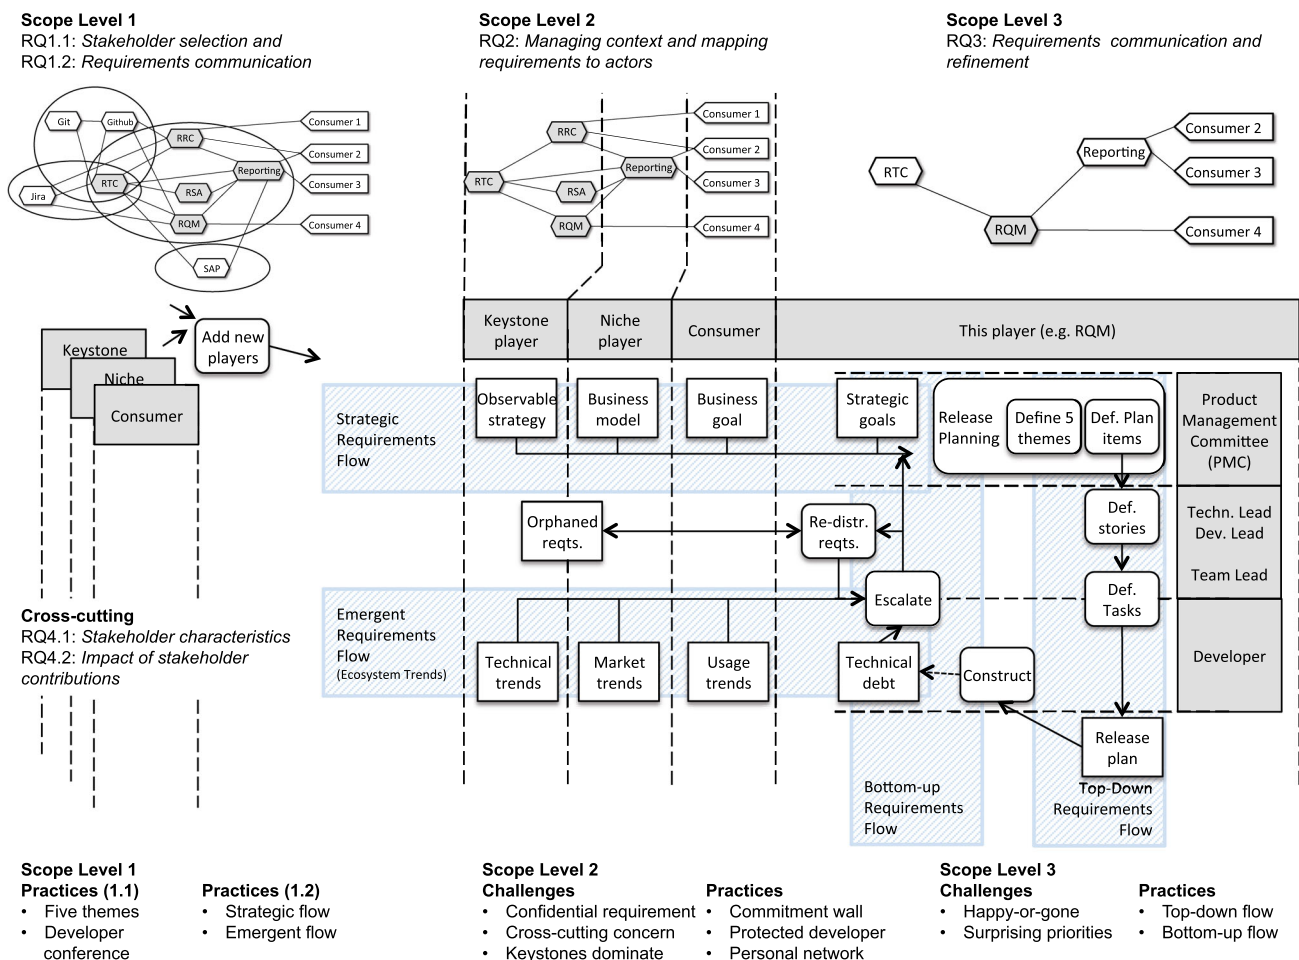 Scope Level 1
RQ1.1: Stakeholder selection and
RQ1.2: Requirements communication
Scope Level 2
RQ2: Managing context and mapping
requirements to actors
Scope Level 3
RQ3: Requirements communication and
refinement
Git
Github
RRC
RTC
RSA
Reporting
Jira
RQM
SAP
Consumer 1
Consumer 2
Consumer 3
Consumer 4
RRC
RTC
RSA
Reporting
RQM
Consumer 1
Consumer 2
Consumer 3
Consumer 4
RTC
Reporting
RQM
Consumer 2
Consumer 3
Consumer 4
Keystone
Niche
Consumer
Add new
players
Keystone
player
Niche
player
Consumer
This player (e.g. RQM)
Strategic
Requirements
Flow
Observable
strategy
Business
model
Business
goal
Strategic
goals
Release
Planning
Define 5
themes
Def. Plan
items
Product
Management
Committee
(PMC)
Orphaned
reqts.
Re-distr.
reqts.
Def.
stories
Techn. Lead
Dev. Lead
Team Lead
Escalate
Def.
Tasks
Cross-cutting
RQ4.1: Stakeholder characteristics
RQ4.2: Impact of stakeholder
contributions
Emergent
Requirements
Flow
(Ecosystem Trends)
Technical
trends
Market
trends
Usage
trends
Technical
debt
Construct
Developer
Release
plan
Bottom-up
Requirements
Flow
Top-Down
Requirements
Flow
Scope Level 1
Practices (1.1)
• Five themes
• Developer
conference
Practices (1.2)
• Strategic flow
• Emergent flow
Scope Level 2
Challenges
• Confidential requirement
• Cross-cutting concern
• Keystones dominate
Practices
• Commitment wall
• Protected developer
• Personal network
Scope Level 3
Challenges
• Happy-or-gone
• Surprising priorities
Practices
• Top-down flow
• Bottom-up flow